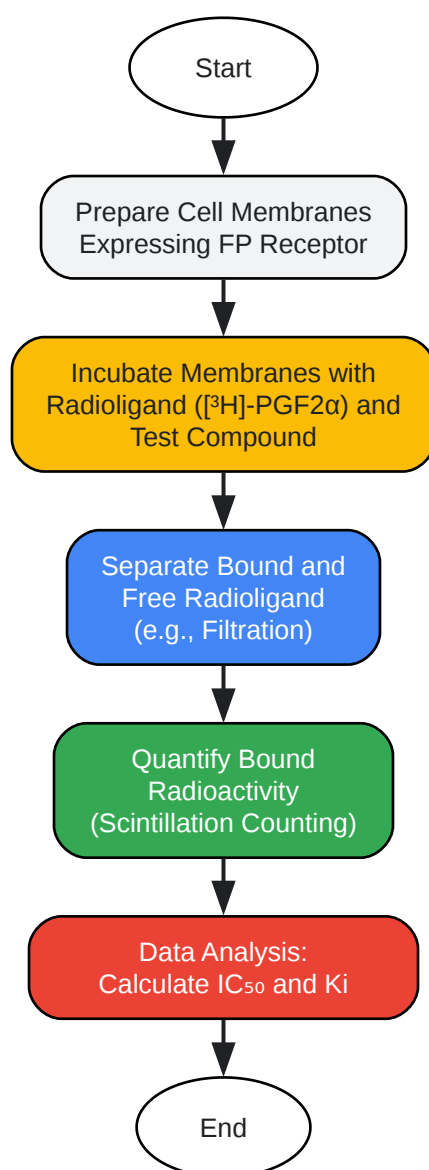 Start
Prepare Cell Membranes
Expressing FP Receptor
Incubate Membranes with
Radioligand ([³H]-PGF2α) and
Test Compound
Separate Bound and
Free Radioligand
(e.g., Filtration)
Quantify Bound
Radioactivity
(Scintillation Counting)
Data Analysis:
Calculate IC₅₀ and Ki
End